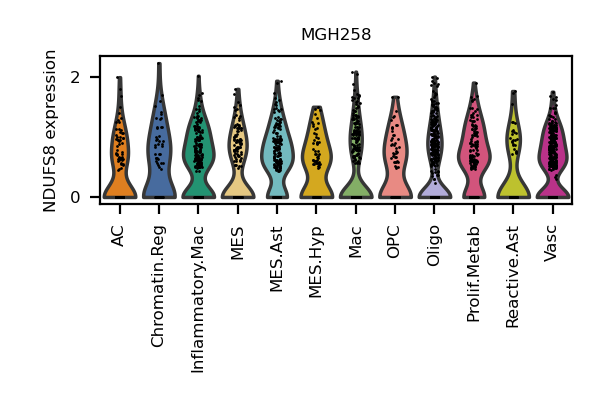 MGH258
NDUFS8 expression
2
0
AC
Chromatin.Reg
Inflammatory.Mac
MES
MES.Ast
MES.Hyp
Mac
OPC
Oligo
Prolif.Metab
Reactive.Ast
Vasc